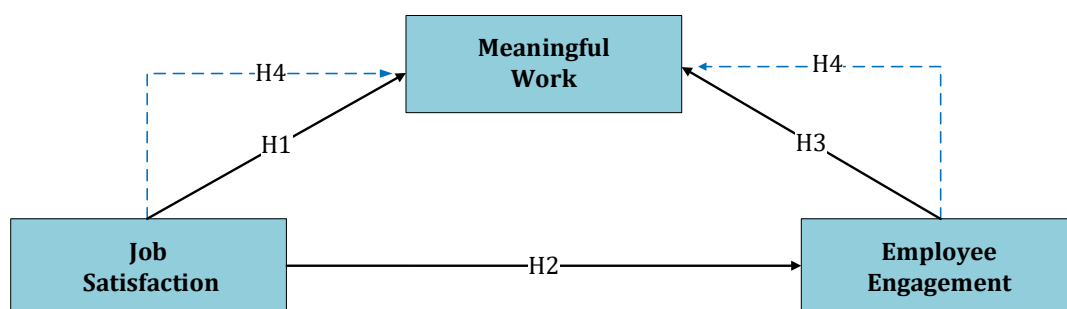 Meaningful
Work
H4
H4
H1
H3
Job
Satisfaction
H2
Employee
Engagement